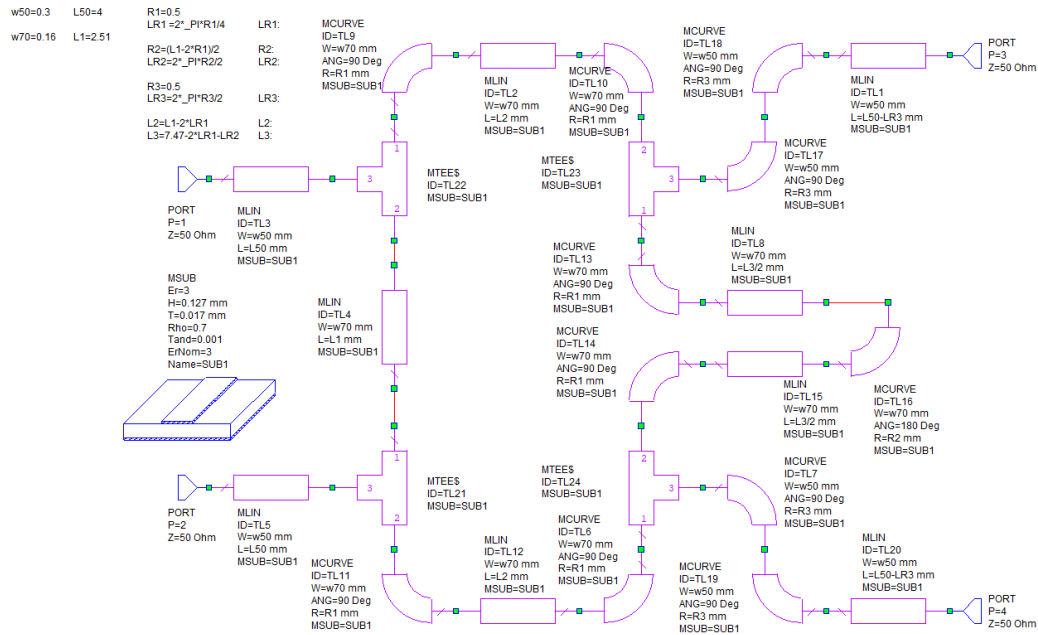 w50=0.3 L50=4 R1=0.5
LR1 =2*_PI*R1/4 LR1:
w70=0.16 L1=2.51
R2=(L1-2*R1)/2 R2:
LR2=2*_PI*R2/2 LR2:
R3=0.5
LR3=2*_PI*R3/2 LR3:
L2=L1-2*LR1 L2:
L3=7.47-2*LR1-LR2 L3:
MCURVE
ID=TL9
W=w70 mm
ANG=90 Deg
R=R1 mm
MSUB=SUB1
MLIN
ID=TL2
W=w70 mm
L=L2 mm
MSUB=SUB1
MCURVE
ID=TL10
W=w70 mm
ANG=90 Deg
R=R1 mm
MSUB=SUB1
MCURVE
ID=TL18
W=w50 mm
ANG=90 Deg
R=R3 mm
MSUB=SUB1
MLIN
ID=TL1
W=w50 mm
L=L50-LR3 mm
MSUB=SUB1
PORT
P=3
Z=50 Ohm
PORT
P=1
Z=50 Ohm
MLIN
ID=TL3
W=w50 mm
L=L50 mm
MSUB=SUB1
1
3
2
MTEE$
ID=TL22
MSUB=SUB1
MTEE$
ID=TL23
MSUB=SUB1
2
3
1
MCURVE
ID=TL17
W=w50 mm
ANG=90 Deg
R=R3 mm
MSUB=SUB1
MSUB
Er=3
H=0.127 mm
T=0.017 mm
Rho=0.7
Tand=0.001
ErNom=3
Name=SUB1
MLIN
ID=TL4
W=w70 mm
L=L1 mm
MSUB=SUB1
MCURVE
ID=TL13
W=w70 mm
ANG=90 Deg
R=R1 mm
MSUB=SUB1
MLIN
ID=TL8
W=w70 mm
L=L3/2 mm
MSUB=SUB1
MCURVE
ID=TL14
W=w70 mm
ANG=90 Deg
R=R1 mm
MSUB=SUB1
MLIN
ID=TL15
W=w70 mm
L=L3/2 mm
MSUB=SUB1
MCURVE
ID=TL16
W=w70 mm
ANG=180 Deg
R=R2 mm
MSUB=SUB1
PORT
P=2
Z=50 Ohm
MLIN
ID=TL5
W=w50 mm
L=L50 mm
MSUB=SUB1
1
3
2
MTEE$
ID=TL21
MSUB=SUB1
MTEE$
ID=TL24
MSUB=SUB1
2
3
1
MCURVE
ID=TL7
W=w50 mm
ANG=90 Deg
R=R3 mm
MSUB=SUB1
MCURVE
ID=TL11
W=w70 mm
ANG=90 Deg
R=R1 mm
MSUB=SUB1
MLIN
ID=TL12
W=w70 mm
L=L2 mm
MSUB=SUB1
MCURVE
ID=TL6
W=w70 mm
ANG=90 Deg
R=R1 mm
MSUB=SUB1
MCURVE
ID=TL19
W=w50 mm
ANG=90 Deg
R=R3 mm
MSUB=SUB1
MLIN
ID=TL20
W=w50 mm
L=L50-LR3 mm
MSUB=SUB1
PORT
P=4
Z=50 Ohm